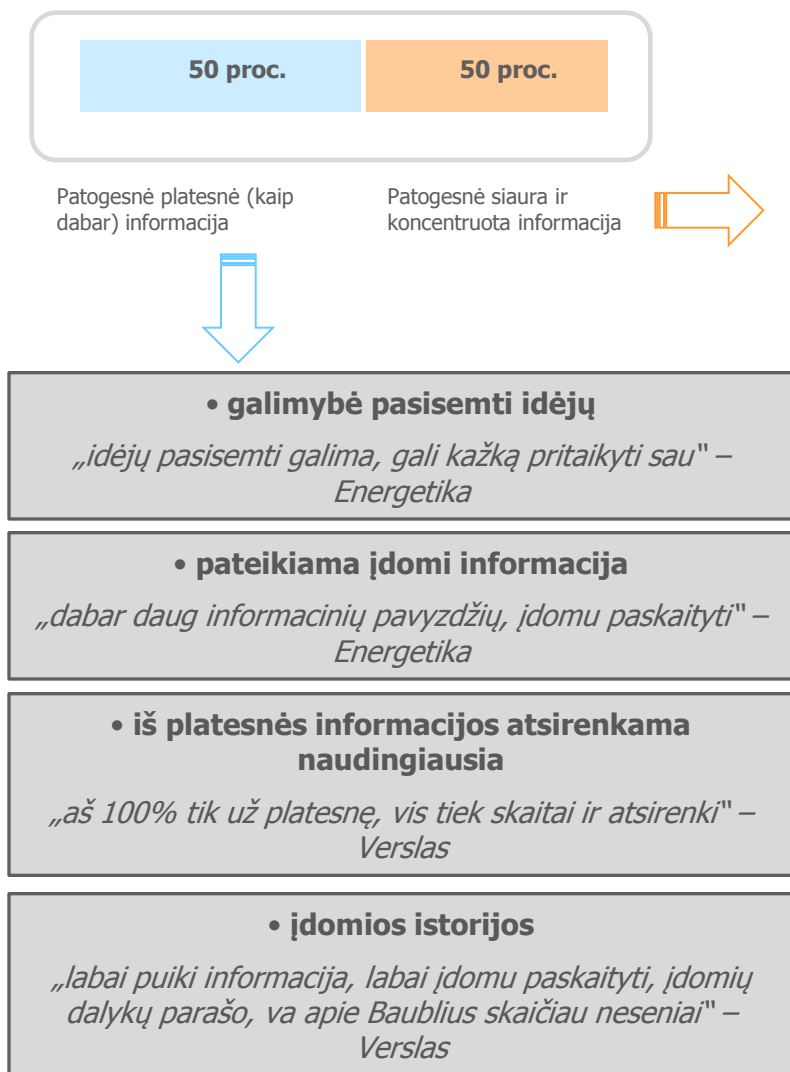 50 proc. 50 proc.
Patogesnė platesnė (kaip
dabar) informacija
Patogesnė siaura ir
koncentruota informacija
• galimybė pasisemti idėjų
„idėjų pasisemti galima, gali kažką pritaikyti sau“ –
Energetika
• pateikiama įdomi informacija
„dabar daug informacinių pavyzdžių, įdomu paskaityti“ –
Energetika
• iš platesnės informacijos atsirenkama
naudingiausia
„aš 100% tik už platesnę, vis tiek skaitai ir atsirenki“ –
Verslas
• įdomios istorijos
„labai puiki informacija, labai įdomu paskaityti, įdomių
dalykų parašo, va apie Baublius skaičiau neseniai“ –
Verslas